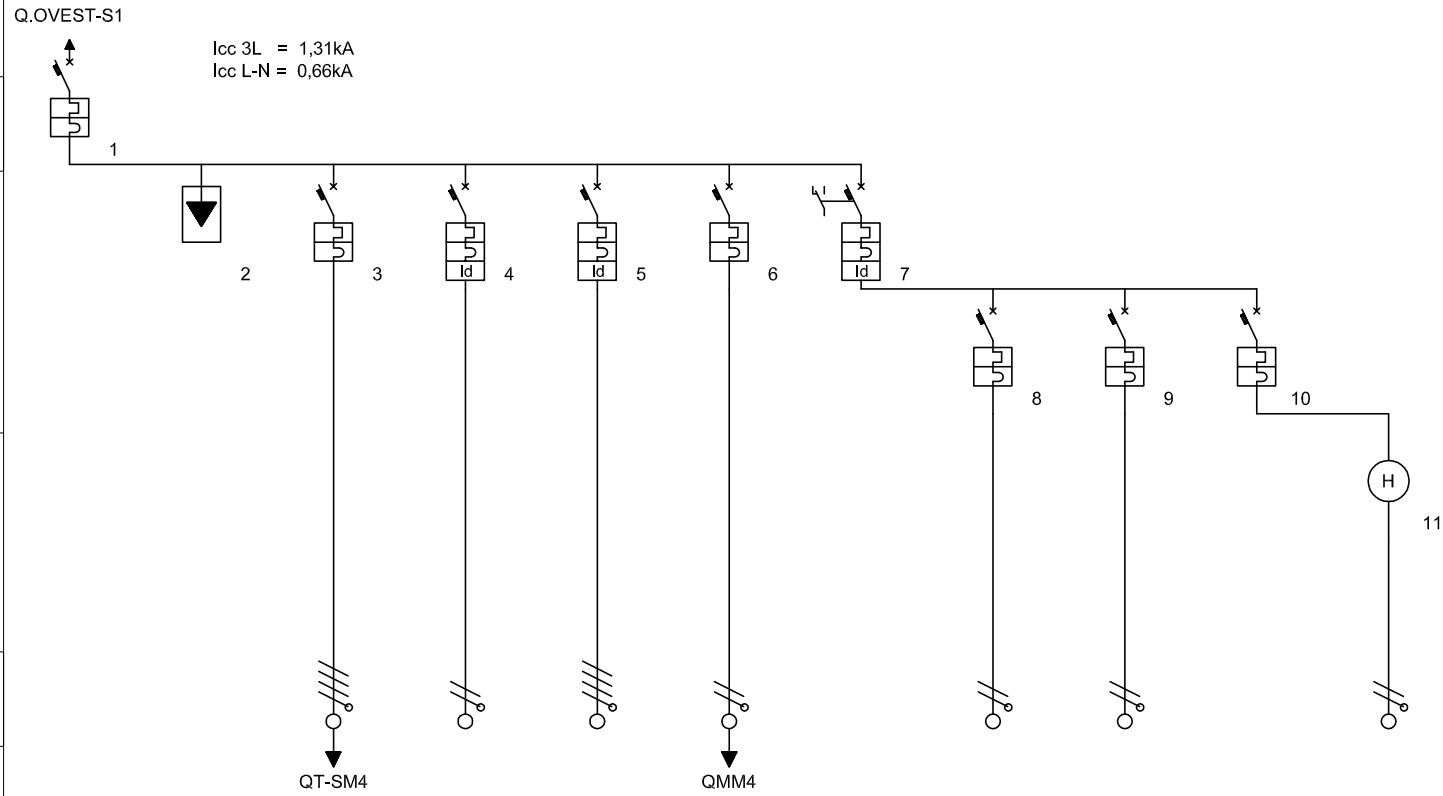 Q.OVEST-S1
Icc 3L = 1,31kA
Icc L-N = 0,66kA
1
2
3
Id
4
Id
5
6
Id
7
8
9
10
H
11
QT-SM4
QMM4